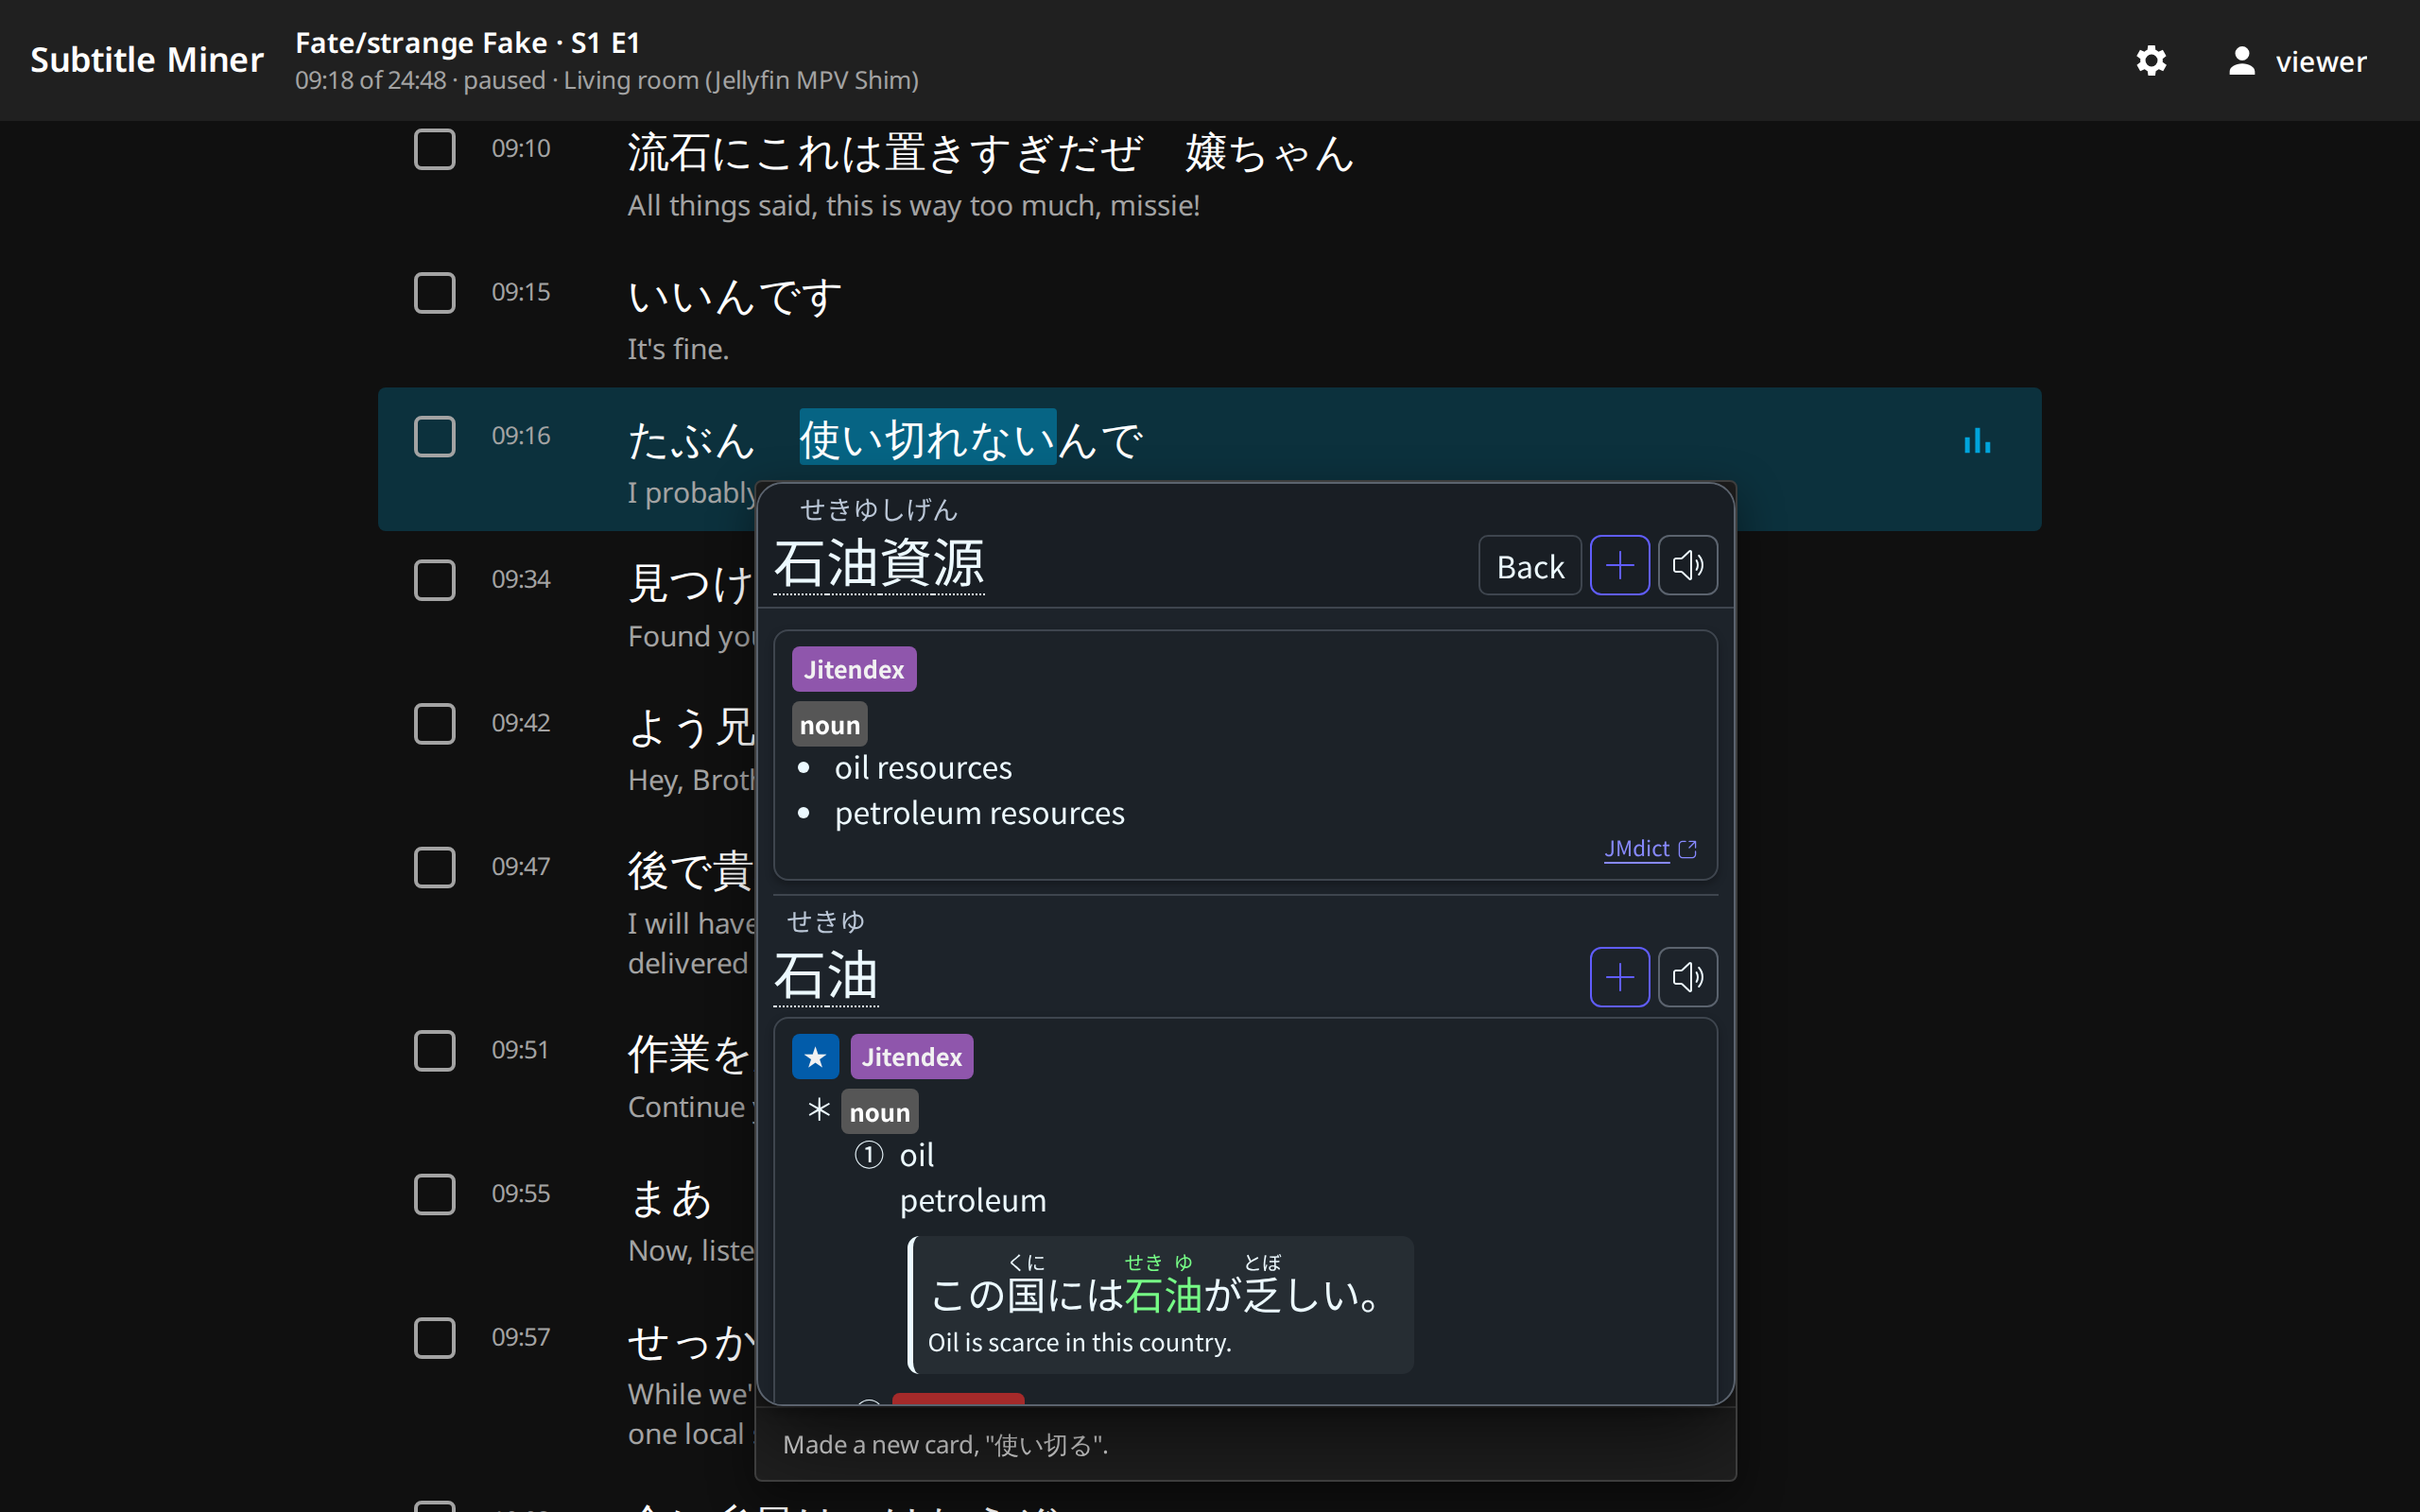 Subtitle Miner
Fate/strange Fake · S1 E1
09:18 of 24:48 · paused · Living room (Jellyfin MPV Shim)
viewer
09:10
流石にこれは置きすぎだぜ　嬢ちゃん
All things said, this is way too much, missie!
09:15
いいんです
It's fine.
09:16
たぶん　使い切れないんで
I probably
09:34
見つけ
Found you
09:42
よう兄
Hey, Broth
09:47
後で貴
I will have
delivered
09:51
作業を
Continue
09:55
まあ
Now, liste
09:57
せっか
While we'
one local
せきゆしげん
石油資源
Back
Jitendex
noun
• oil resources
• petroleum resources
JMdict
せきゆ
石油
★ Jitendex
＊ noun
① oil
petroleum
くに せき ゆ とぼ
この国には石油が乏しい。
Oil is scarce in this country.
Made a new card, "使い切る".